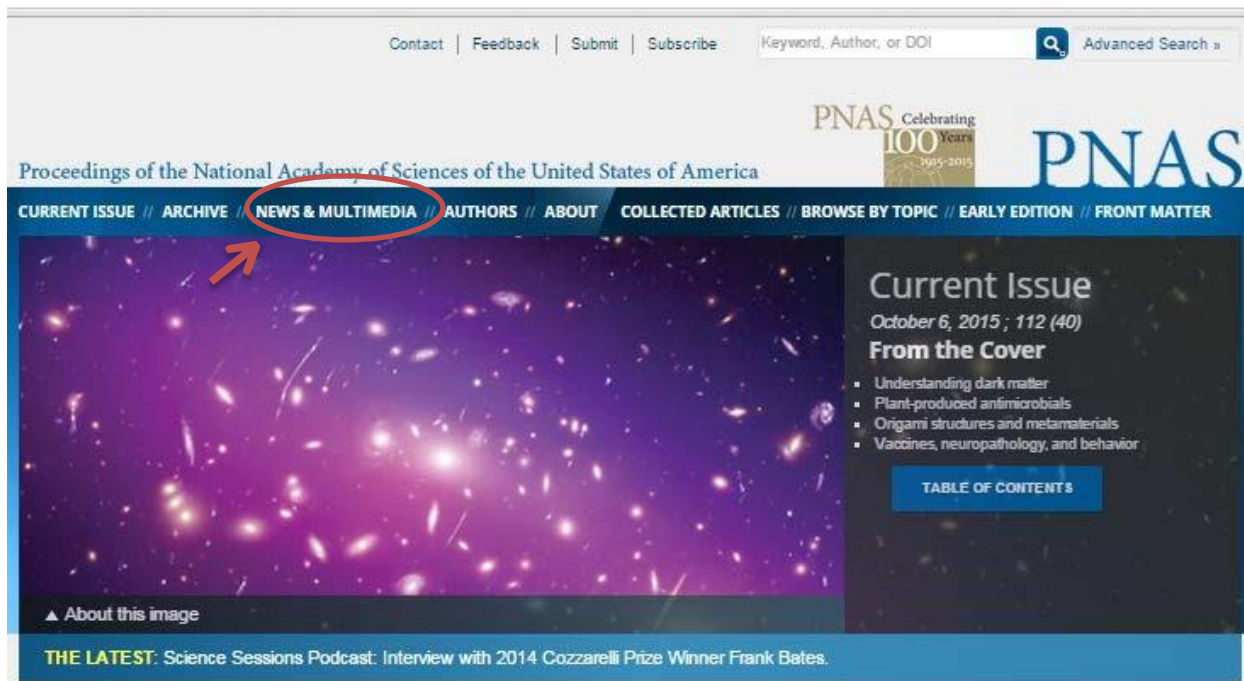 Contact | Feedback | Submit | Subscribe
Keyword, Author, or DOI
Advanced Search »
PNAS Celebrating
100 Years
1915-2015
PNAS
Proceedings of the National Academy of Sciences of the United States of America
CURRENT ISSUE // ARCHIVE // NEWS & MULTIMEDIA // AUTHORS // ABOUT / COLLECTED ARTICLES // BROWSE BY TOPIC // EARLY EDITION // FRONT MATTER
Current Issue
October 6, 2015 ; 112 (40)
From the Cover
▪ Understanding dark matter
▪ Plant-produced antimicrobials
▪ Origami structures and metamaterials
▪ Vaccines, neuropathology, and behavior
TABLE OF CONTENTS
▲ About this image
THE LATEST: Science Sessions Podcast: Interview with 2014 Cozzarelli Prize Winner Frank Bates.